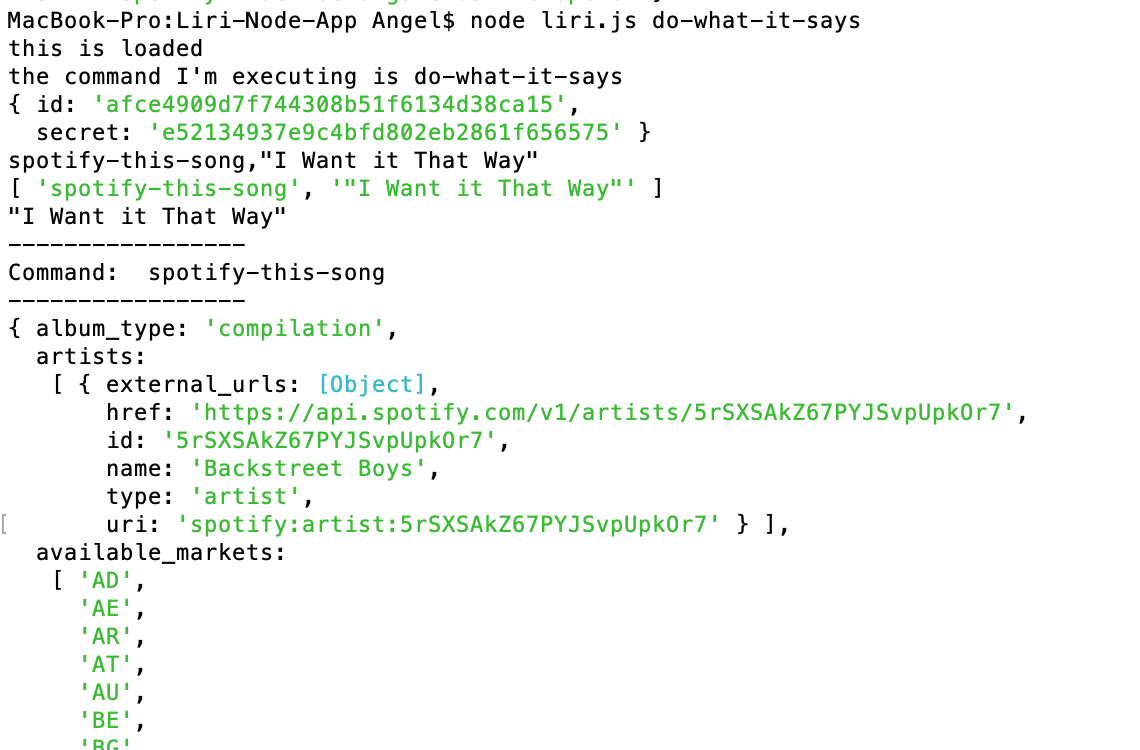 MacBook-Pro:Liri-Node-App Angel$ node liri.js do-what-it-says
this is loaded
the command I'm executing is do-what-it-says
{ id: 'afce4909d7f744308b51f6134d38ca15',
  secret: 'e52134937e9c4bfd802eb2861f656575' }
spotify-this-song,"I Want it That Way"
[ 'spotify-this-song', '"I Want it That Way"' ]
"I Want it That Way"
-----------------
Command:  spotify-this-song
-----------------
{ album_type: 'compilation',
  artists:
   [ { external_urls: [Object],
       href: 'https://api.spotify.com/v1/artists/5rSXSAkZ67PYJSvpUpkOr7',
       id: '5rSXSAkZ67PYJSvpUpkOr7',
       name: 'Backstreet Boys',
       type: 'artist',
[      uri: 'spotify:artist:5rSXSAkZ67PYJSvpUpkOr7' } ],
  available_markets:
   [ 'AD',
     'AE',
     'AR',
     'AT',
     'AU',
     'BE',
     'BG'